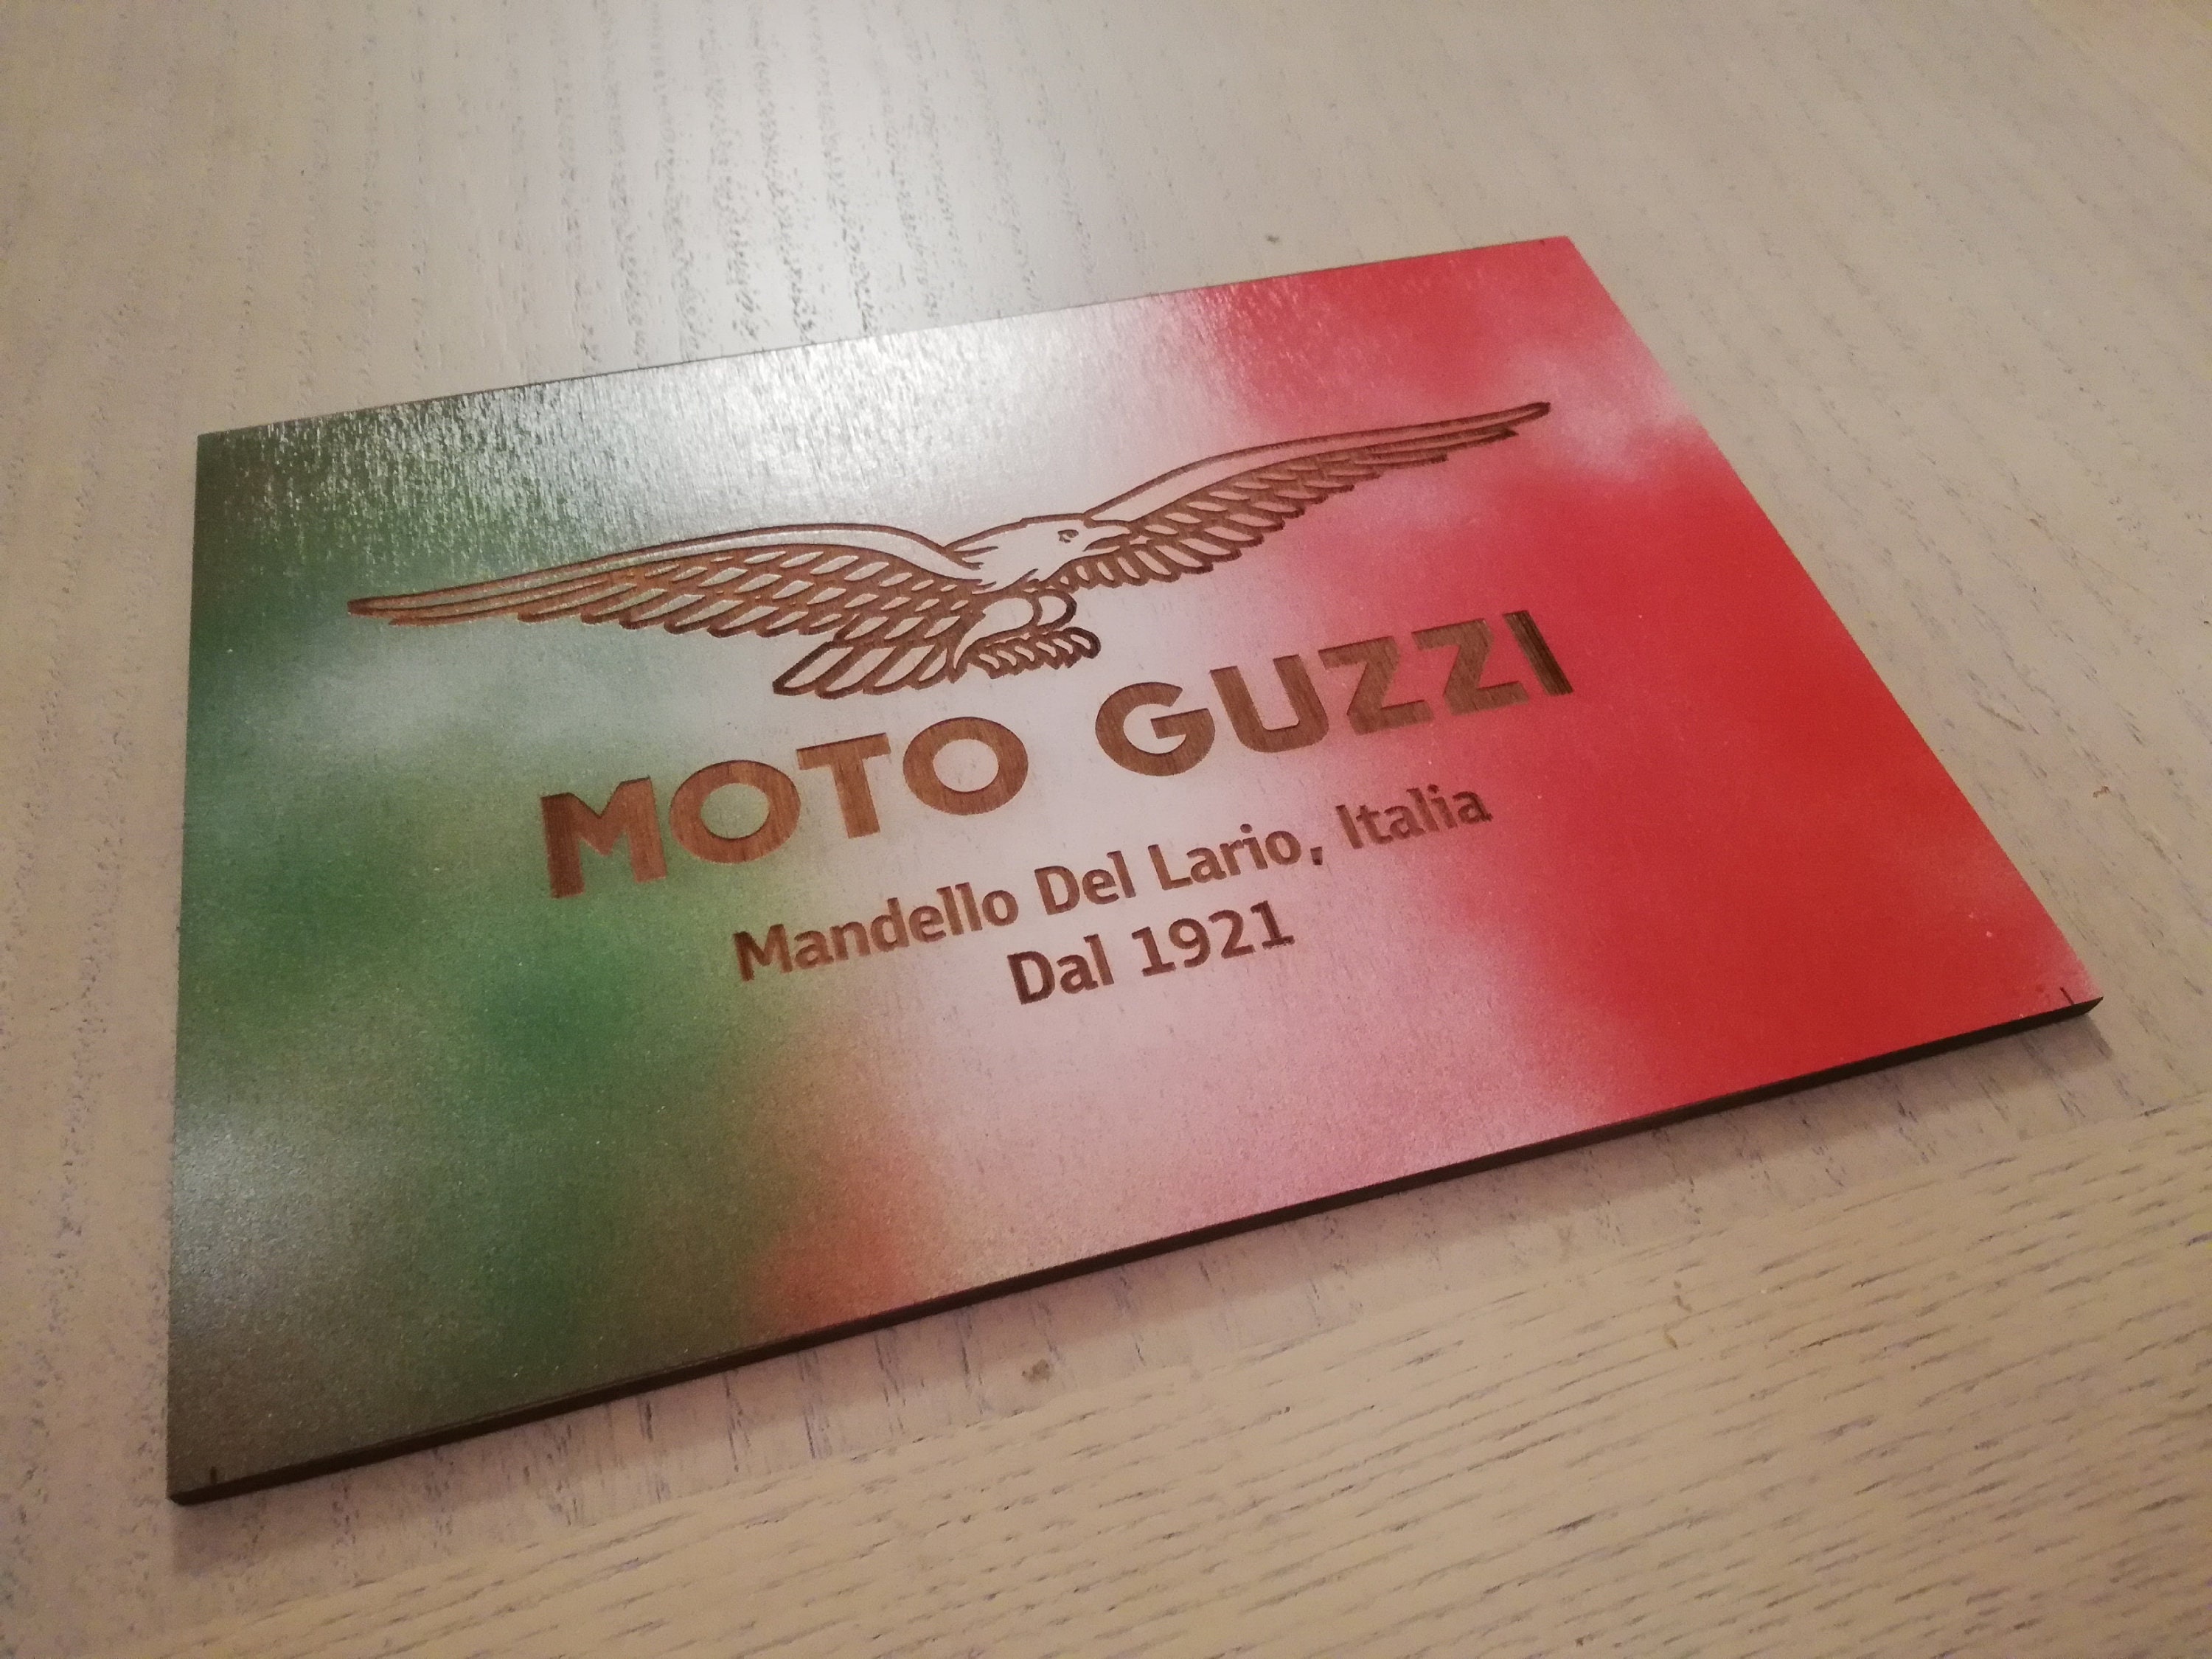 MOTO GUZZI
Mandello Del Lario, Italia
Dal 1921